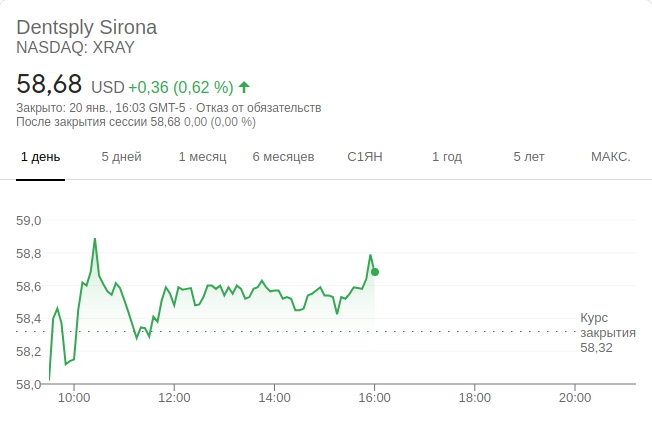 Dentsply Sirona
NASDAQ: XRAY
58,68 USD +0,36 (0,62 %)
Закрыто: 20 янв., 16:03 GMT-5 · Отказ от обязательств
После закрытия сессии 58,68 0,00 (0,00 %)
1 день 5 дней 1 месяц 6 месяцев С1ЯН 1 год 5 лет МАКС.
59,0
58,8
58,6
58,4
58,2
58,0
Курс
закрытия
58,32
10:00 12:00 14:00 16:00 18:00 20:00